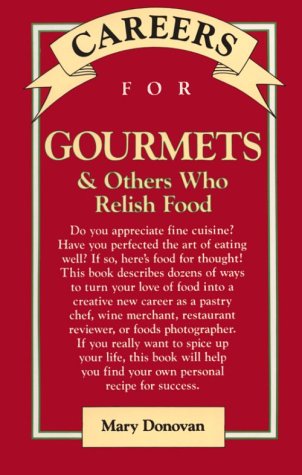 CAREERS
FOR
GOURMETS
& Others Who
Relish Food
Do you appreciate fine cuisine?
Have you perfected the art of eating
well? If so, here's food for thought!
This book describes dozens of ways
to turn your love of food into a
creative new career as a pastry
chef, wine merchant, restaurant
reviewer, or foods photographer.
If you really want to spice up
your life, this book will help
you find your own personal
recipe for success.
Mary Donovan